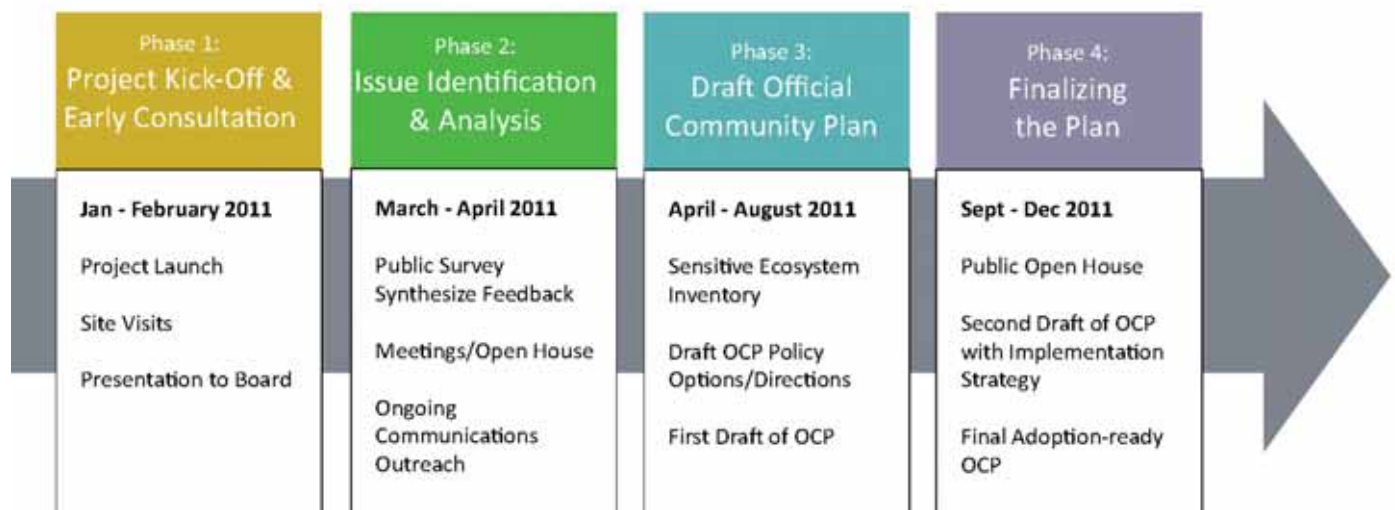 Phase 1:
Project Kick-Off &
Early Consultation
Jan - February 2011
Project Launch
Site Visits
Presentation to Board
Phase 2:
Issue Identification
& Analysis
March - April 2011
Public Survey
Synthesize Feedback
Meetings/Open House
Ongoing
Communications
Outreach
Phase 3:
Draft Official
Community Plan
April - August 2011
Sensitive Ecosystem
Inventory
Draft OCP Policy
Options/Directions
First Draft of OCP
Phase 4:
Finalizing
the Plan
Sept - Dec 2011
Public Open House
Second Draft of OCP
with Implementation
Strategy
Final Adoption-ready
OCP